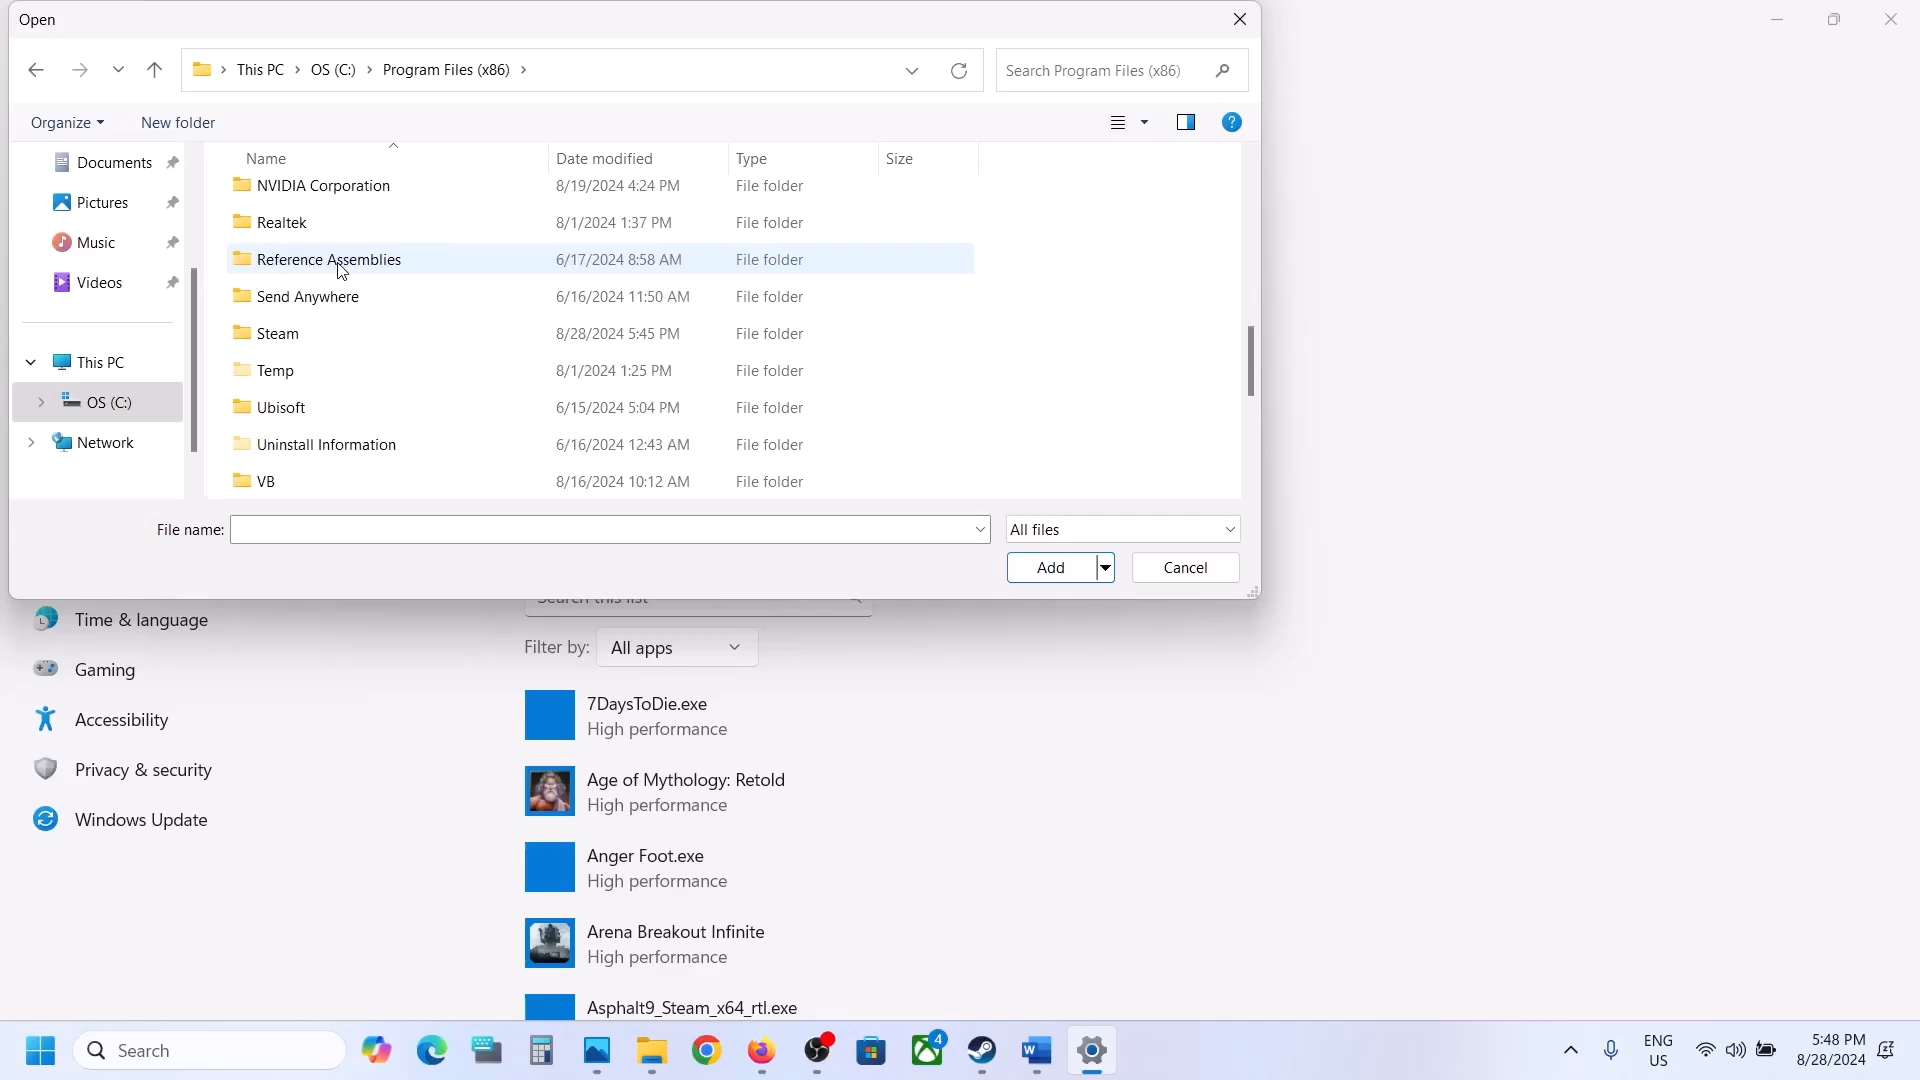 Open
This PC > OS (C:) > Program Files (x86) >
Search Program Files (x86)
Organize
New folder
Name
Date modified
Type
Size
Documents
Pictures
Music
Videos
This PC
OS (C:)
Network
NVIDIA Corporation 8/19/2024 4:24 PM File folder
Realtek 8/1/2024 1:37 PM File folder
Reference Assemblies 6/17/2024 8:58 AM File folder
Send Anywhere 6/16/2024 11:50 AM File folder
Steam 8/28/2024 5:45 PM File folder
Temp 8/1/2024 1:25 PM File folder
Ubisoft 6/15/2024 5:04 PM File folder
Uninstall Information 6/16/2024 12:43 AM File folder
VB 8/16/2024 10:12 AM File folder
File name:
All files
Add
Cancel
Time & language
Gaming
Accessibility
Privacy & security
Windows Update
Search this list
Filter by: All apps
7DaysToDie.exe
High performance
Age of Mythology: Retold
High performance
Anger Foot.exe
High performance
Arena Breakout Infinite
High performance
Asphalt9_Steam_x64_rtl.exe
Search
4
ENG
US
5:48 PM
8/28/2024